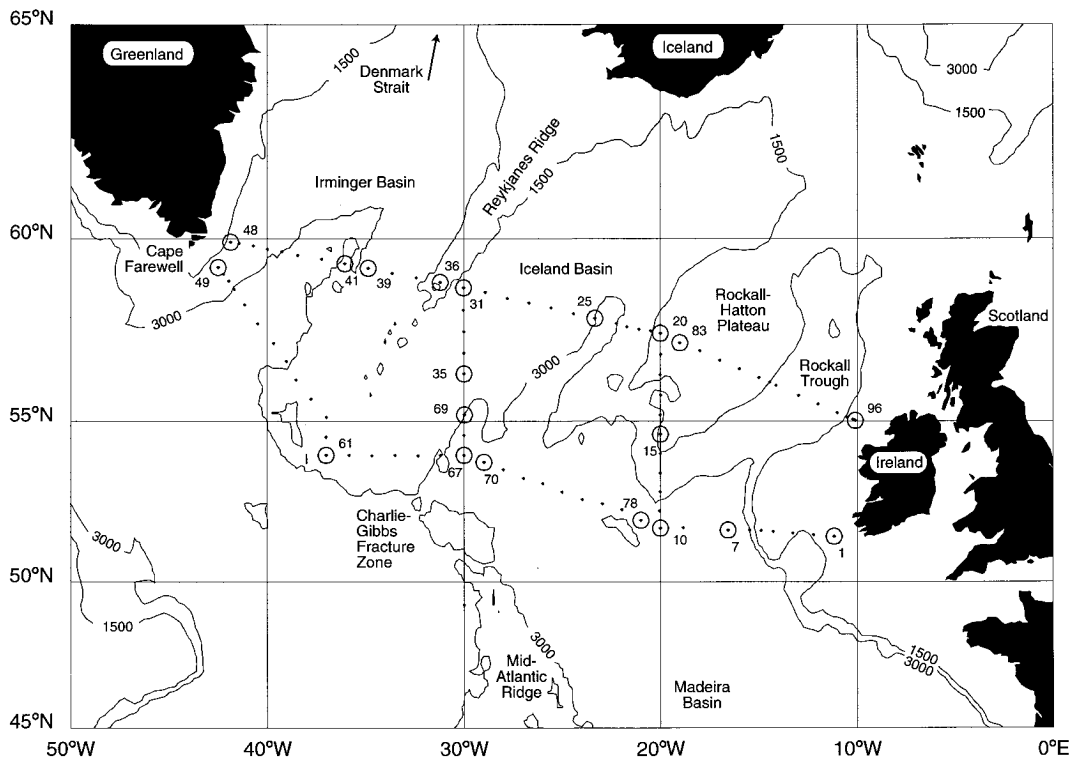 65°N
Greenland
1500
Denmark
Strait
Iceland
3000
1500
Reykjanes Ridge
1500
1500
Irminger Basin
60°N
48
Cape
Farewell
49
41
39
36
31
Iceland Basin
25
20
83
Rockall-
Hatton
Plateau
Scotland
3000
3000
35
Rockall
Trough
55°N
69
96
61
67
70
15
Ireland
78
10
7
1
3000
Charlie-
Gibbs
Fracture
Zone
50°N
1500
3000
1500
3000
Mid-
Atlantic
Ridge
Madeira
Basin
45°N
50°W
40°W
30°W
20°W
10°W
0°E